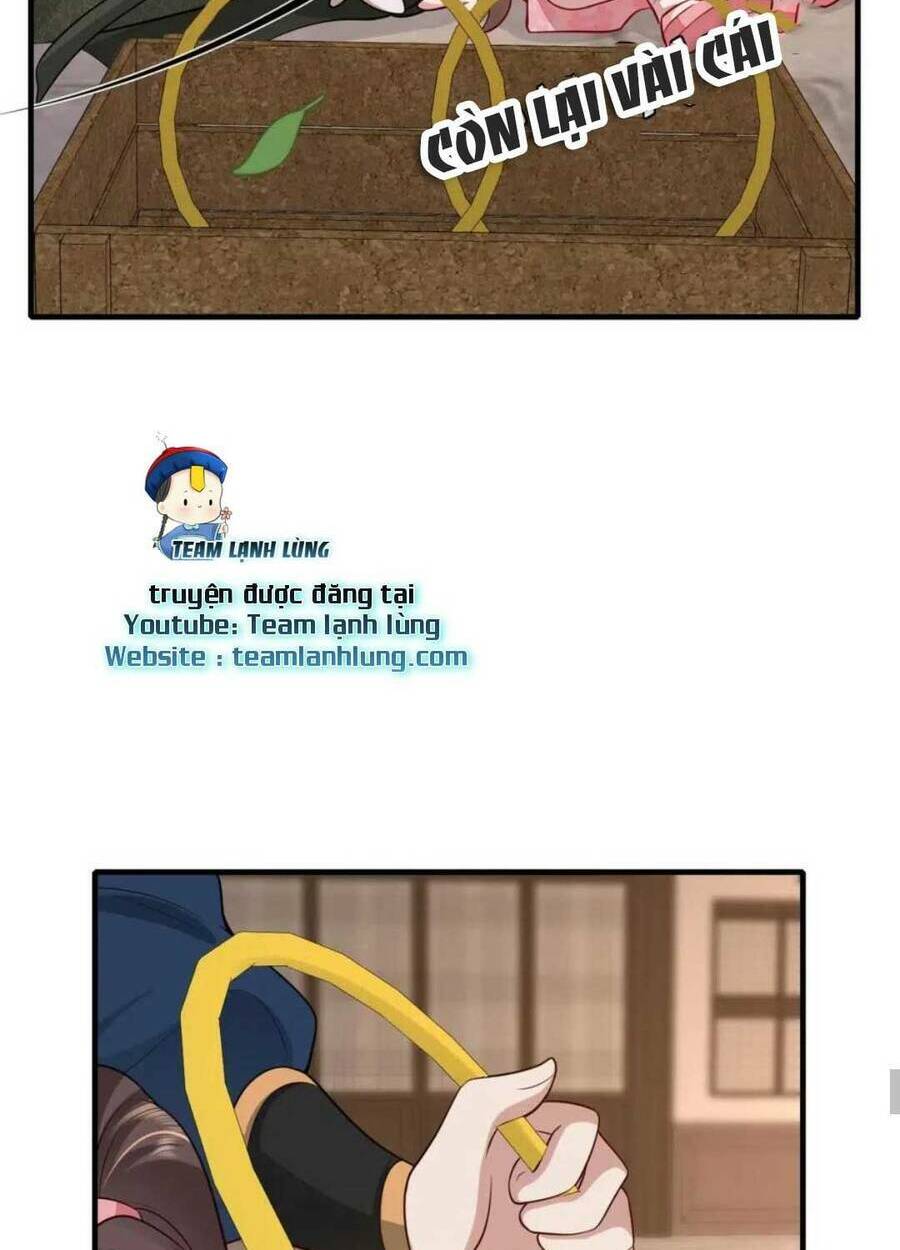 CÒN LẠI VÀI CÁI
TEAM LẠNH LÙNG
truyện được đăng tại
Youtube: Team lạnh lùng
Website : teamlanhlung.com